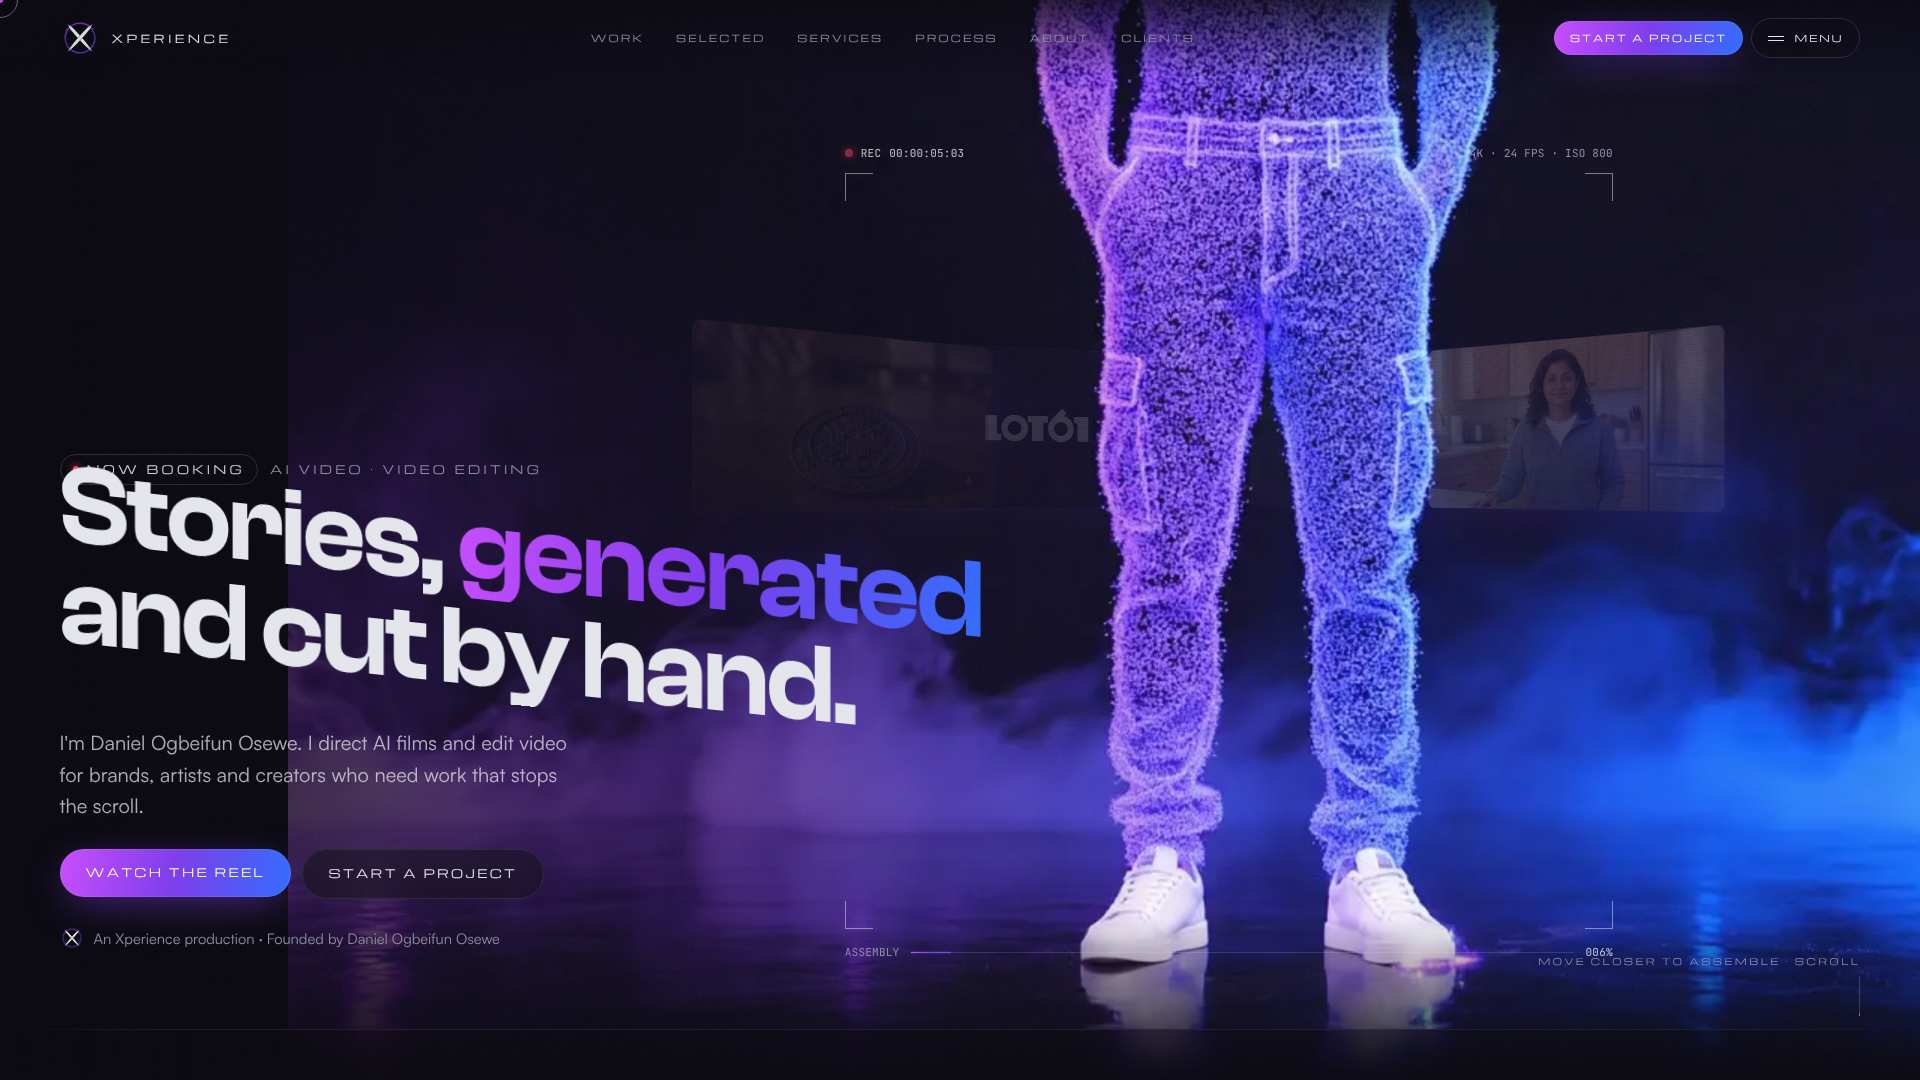 XPERIENCE
WORK SELECTED SERVICES PROCESS ABOUT CLIENTS
START A PROJECT
MENU
REC 00:00:05:03
4K · 24 FPS · ISO 800
LOT61
NOW BOOKING
AI VIDEO · VIDEO EDITING
Stories, generated
and cut by hand.
I'm Daniel Ogbeifun Osewe. I direct AI films and edit video
for brands, artists and creators who need work that stops
the scroll.
WATCH THE REEL
START A PROJECT
An Xperience production · Founded by Daniel Ogbeifun Osewe
ASSEMBLY
006%
MOVE CLOSER TO ASSEMBLE · SCROLL